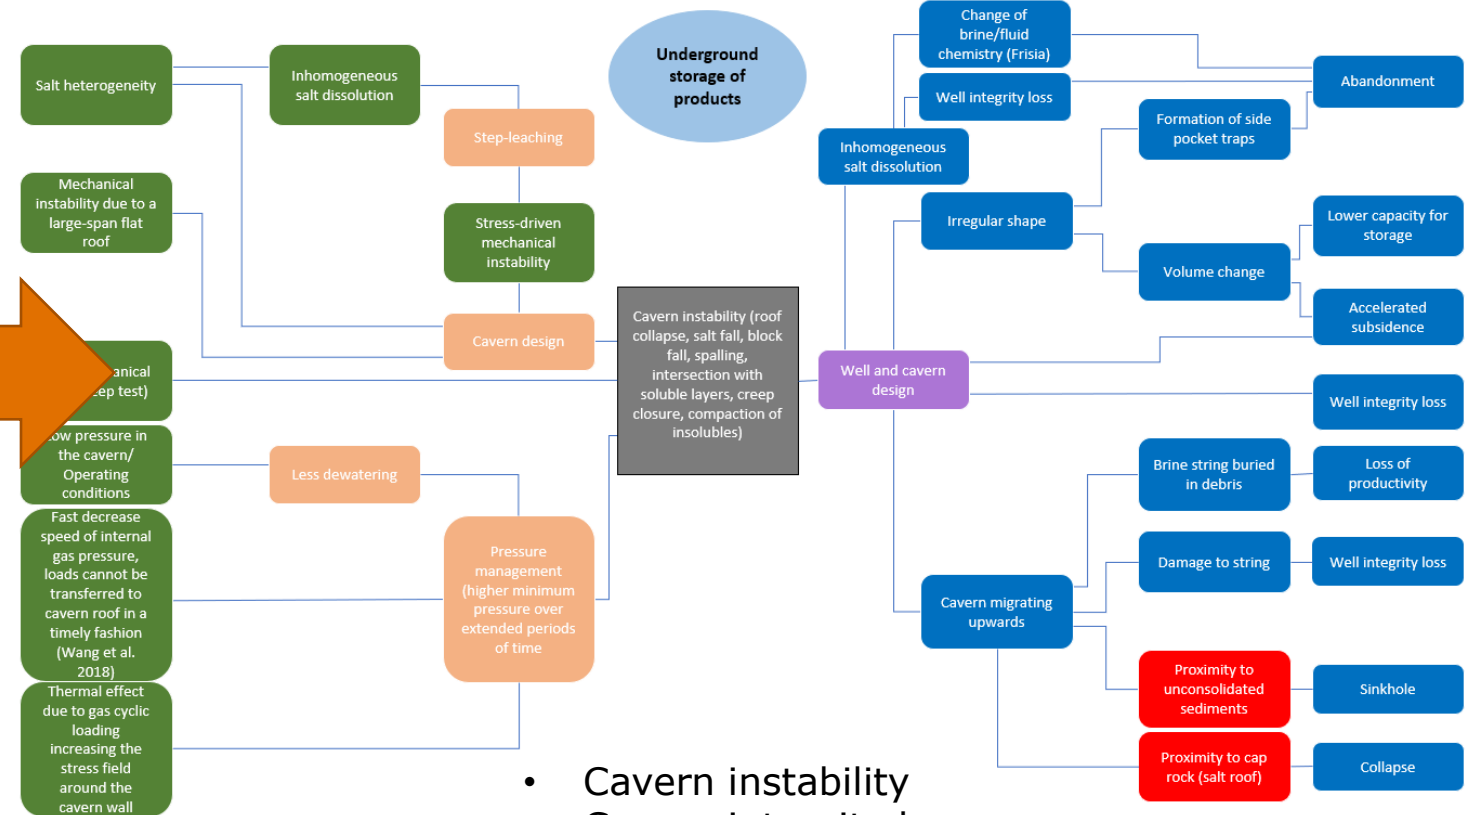 Underground
storage of
products
Salt heterogeneity
Inhomogeneous
salt dissolution
Step-leaching
Mechanical
instability due to a
large-span flat
roof
Stress-driven
mechanical
instability
Cavern design
Low pressure in
the cavern/
Operating
conditions
Less dewatering
Fast decrease
speed of internal
gas pressure,
loads cannot be
transferred to
cavern roof in a
timely fashion
(Wang et al.
2018)
Pressure
management
(higher minimum
pressure over
extended periods
of time
Thermal effect
due to gas cyclic
loading
increasing the
stress field
around the
cavern wall
Cavern instability (roof
collapse, salt fall, block
fall, spalling,
intersection with
soluble layers, creep
closure, compaction of
insolubles)
Well and cavern
design
Inhomogeneous
salt dissolution
Change of
brine/fluid
chemistry (Frisia)
Well integrity loss
Abandonment
Irregular shape
Formation of side
pocket traps
Volume change
Lower capacity for
storage
Accelerated
subsidence
Well integrity loss
Cavern migrating
upwards
Brine string buried
in debris
Loss of
productivity
Damage to string
Well integrity loss
Proximity to
unconsolidated
sediments
Sinkhole
Proximity to cap
rock (salt roof)
Collapse
• Cavern instability